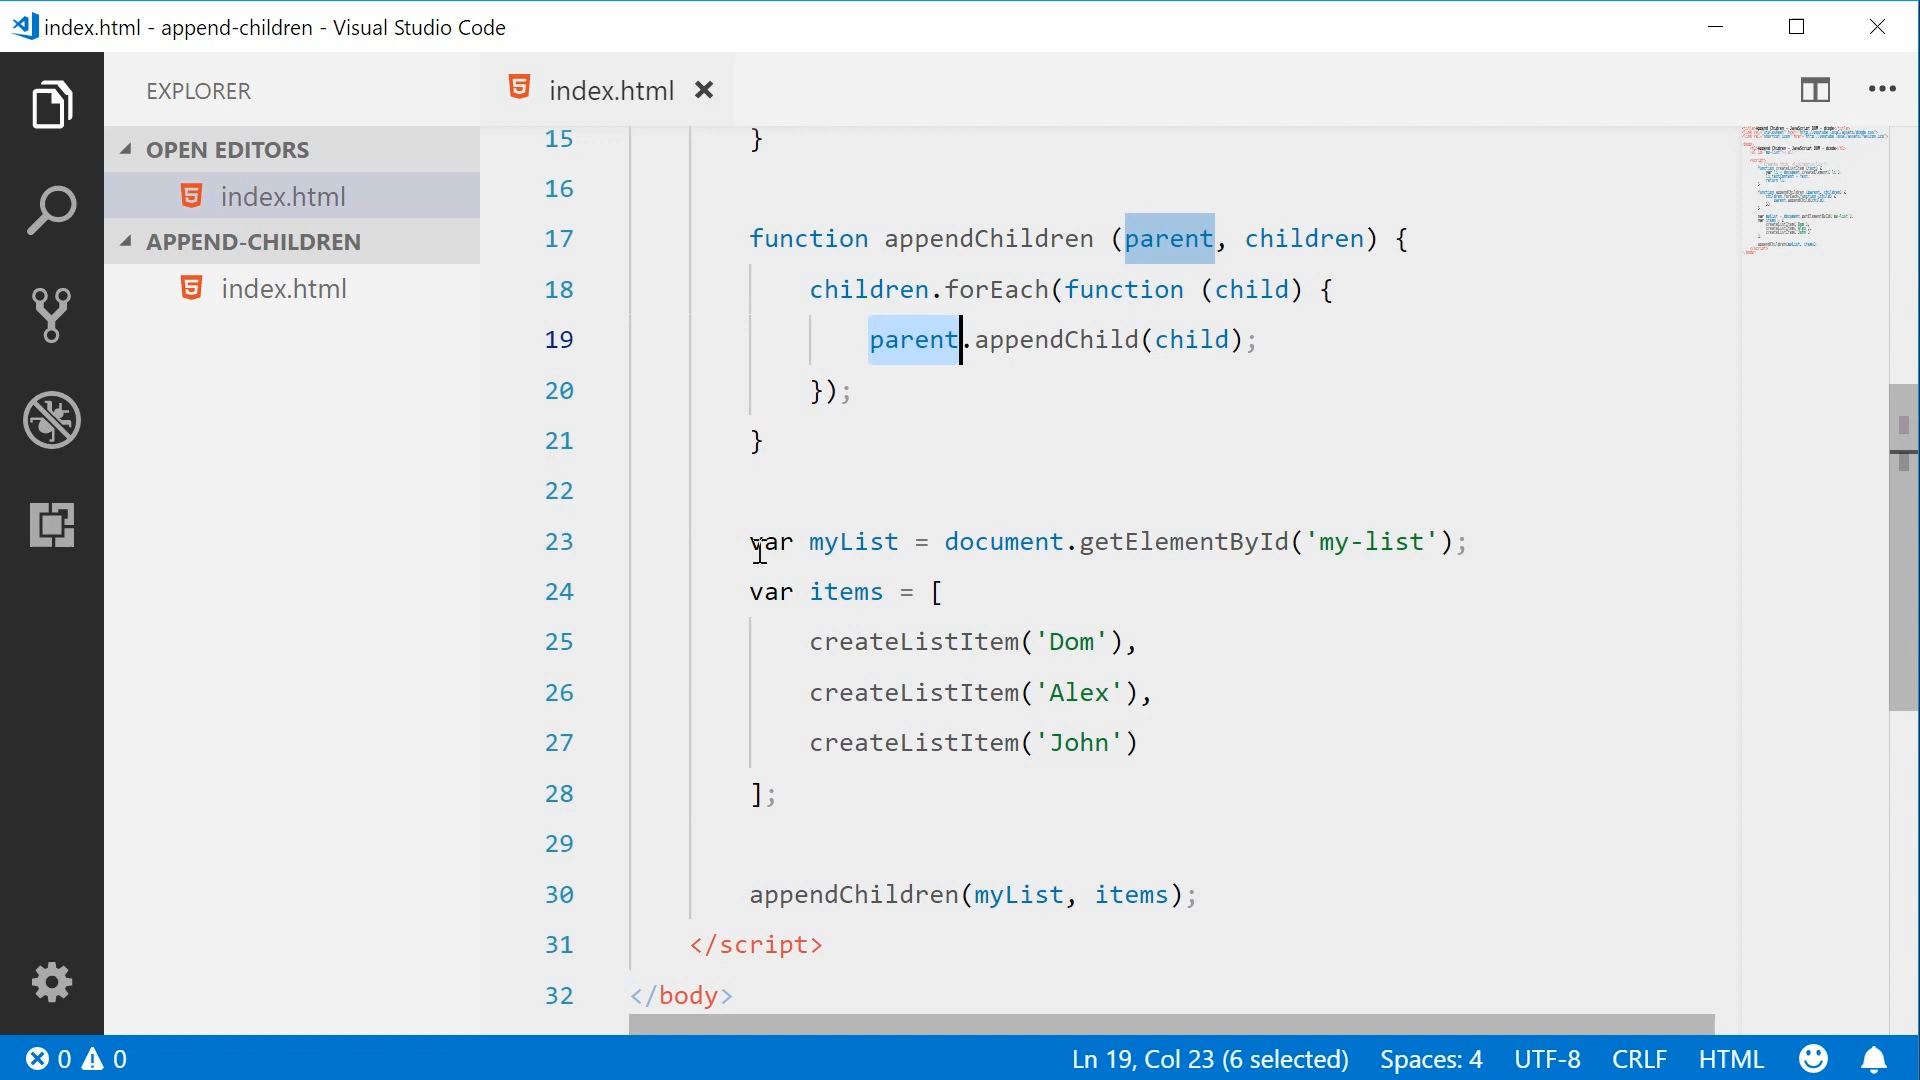 index.html - append-children - Visual Studio Code
EXPLORER
index.html
OPEN EDITORS
index.html
APPEND-CHILDREN
index.html
15 }
16
17 function appendChildren (parent, children) {
18 children.forEach(function (child) {
19 parent.appendChild(child);
20 });
21 }
22
23 var myList = document.getElementById('my-list');
24 var items = [
25 createListItem('Dom'),
26 createListItem('Alex'),
27 createListItem('John')
28 ];
29
30 appendChildren(myList, items);
31 </script>
32 </body>
0 0 Ln 19, Col 23 (6 selected) Spaces: 4 UTF-8 CRLF HTML